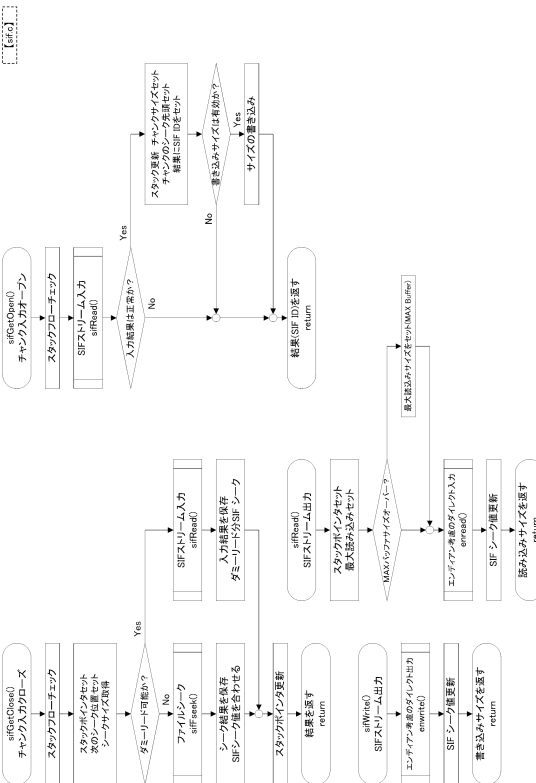 【sif.c】
sifGetOpen()
チャンク入力オープン
スタックフローチェック
SIFストリーム入力
sifRead()
入力結果は正常か？
Yes
No
スタック更新 チャンクサイズセット
チャンクのシーク先頭セット
結果にSIF IDをセット
書き込みサイズは有効か？
Yes
No
サイズの書き込み
結果(SIF ID)を返す
return
sifGetClose()
チャンク入力クローズ
スタックフローチェック
スタックポインタセット
次のシーク位置セット
シークサイズ取得
ダミーリード可能か？
Yes
No
ファイルシーク
sifFseek()
シーク結果を保存
SIFシーク値を合わせる
SIFストリーム入力
sifRead()
入力結果を保存
ダミーリード分SIF シーク
スタックポインタ更新
結果を返す
return
sifRead()
SIFストリーム出力
スタックポインタセット
最大読込みセット
MAXバッファサイズオーバー？
最大読込みサイズをセット(MAX Buffer)
エンディアン考慮のダイレクト入力
enread()
SIF シーク値更新
読み込みサイズを返す
return
sifWrite()
SIFストリーム出力
エンディアン考慮のダイレクト出力
enwrite()
SIF シーク値更新
書き込みサイズを返す
return